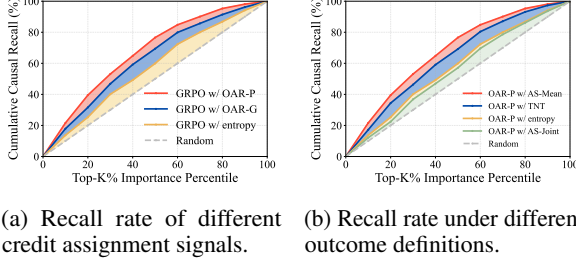 100
80
60
40
20
0
Cumulative Causal Recall (%)
GRPO w/ OAR-P
GRPO w/ OAR-G
GRPO w/ entropy
Random
0 20 40 60 80 100
Top-K% Importance Percentile
(a) Recall rate of different
credit assignment signals.
100
80
60
40
20
0
Cumulative Causal Recall (%)
OAR-P w/ AS-Mean
OAR-P w/ TNT
OAR-P w/ entropy
OAR-P w/ AS-Joint
Random
0 20 40 60 80 100
Top-K% Importance Percentile
(b) Recall rate under differen
outcome definitions.